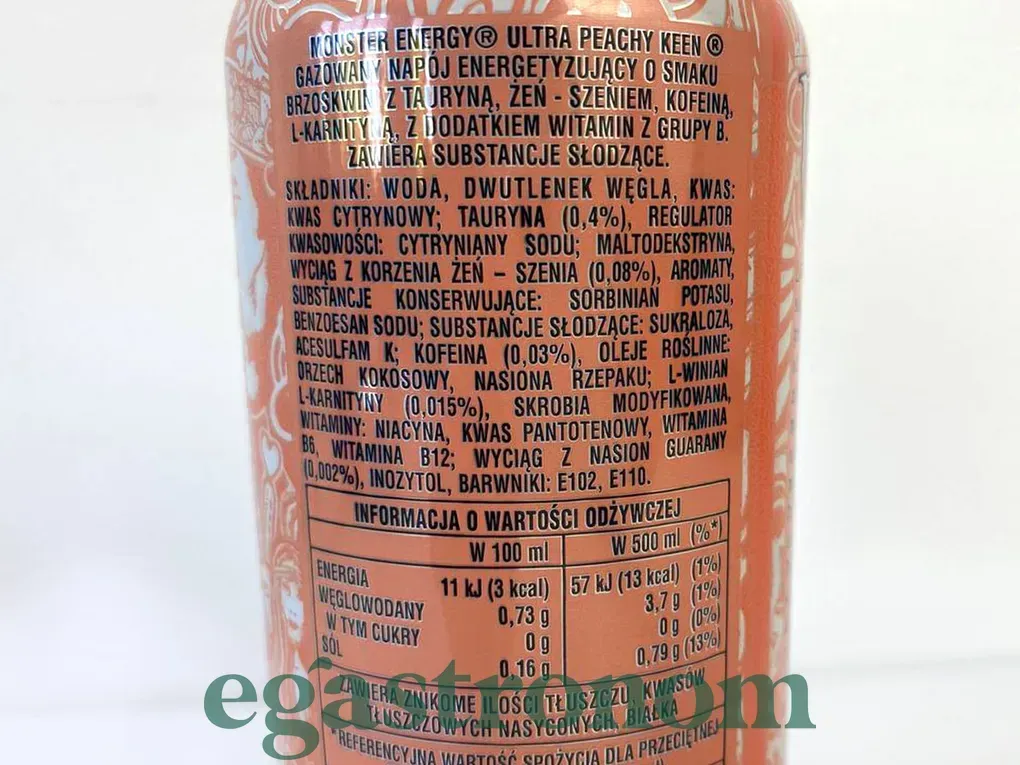 MONSTER ENERGY® ULTRA PEACHY KEEN ®
GAZOWANY NAPÓJ ENERGETYZUJĄCY O SMAKU
BRZOSKWINI Z TAURYNĄ, ŻEŃ - SZENIEM, KOFEINĄ,
L-KARNITYNĄ, Z DODATKIEM WITAMIN Z GRUPY B.
ZAWIERA SUBSTANCJE SŁODZĄCE.
SKŁADNIKI: WODA, DWUTLENEK WĘGLA, KWAS:
KWAS CYTRYNOWY; TAURYNA (0,4%), REGULATOR
KWASOWOŚCI: CYTRYNIANY SODU; MALTODEKSTRYNA,
WYCIĄG Z KORZENIA ŻEŃ – SZENIA (0,08%), AROMATY,
SUBSTANCJE KONSERWUJĄCE: SORBINIAN POTASU,
BENZOESAN SODU; SUBSTANCJE SŁODZĄCE: SUKRALOZA,
ACESULFAM K; KOFEINA (0,03%), OLEJE ROŚLINNE:
ORZECH KOKOSOWY, NASIONA RZEPAKU; L-WINIAN
L-KARNITYNY (0,015%), SKROBIA MODYFIKOWANA,
WITAMINY: NIACYNA, KWAS PANTOTENOWY, WITAMINA
B6, WITAMINA B12; WYCIĄG Z NASION GUARANY
(0,002%), INOZYTOL, BARWNIKI: E102, E110.
INFORMACJA O WARTOŚCI ODŻYWCZEJ
W 100 ml W 500 ml (%*
ENERGIA 11 kJ (3 kcal) 57 kJ (13 kcal) (1%)
WĘGLOWODANY 0,73 g 3,7 g (1%)
W TYM CUKRY 0 g 0 g (0%)
SÓL 0,16 g 0,79 g (13%)
egastronom
ZAWIERA ZNIKOME ILOŚCI TŁUSZCZU, KWASÓW
TŁUSZCZOWYCH NASYCONYCH, BIAŁKA
*REFERENCYJNA WARTOŚĆ SPOŻYCIA DLA PRZECIĘTNEJ